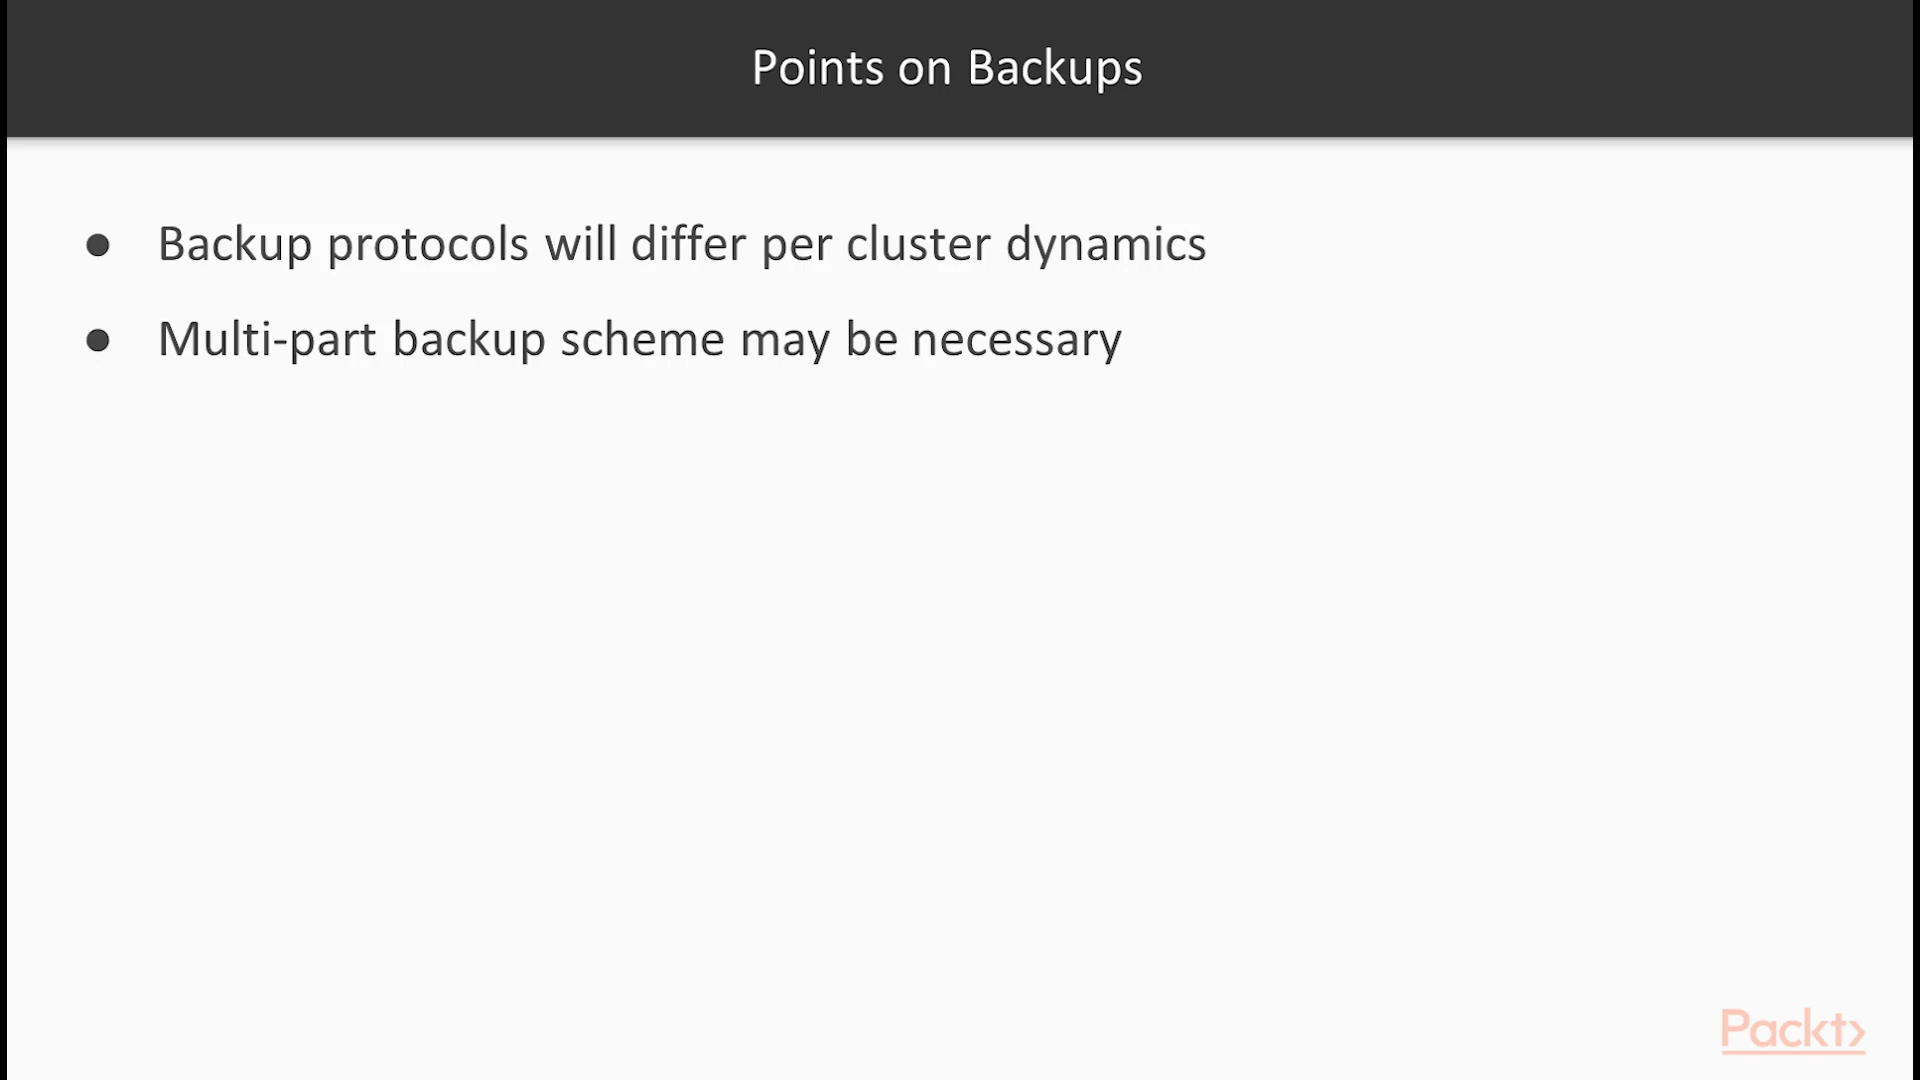 Points on Backups
● Backup protocols will differ per cluster dynamics
● Multi-part backup scheme may be necessary
Packt>